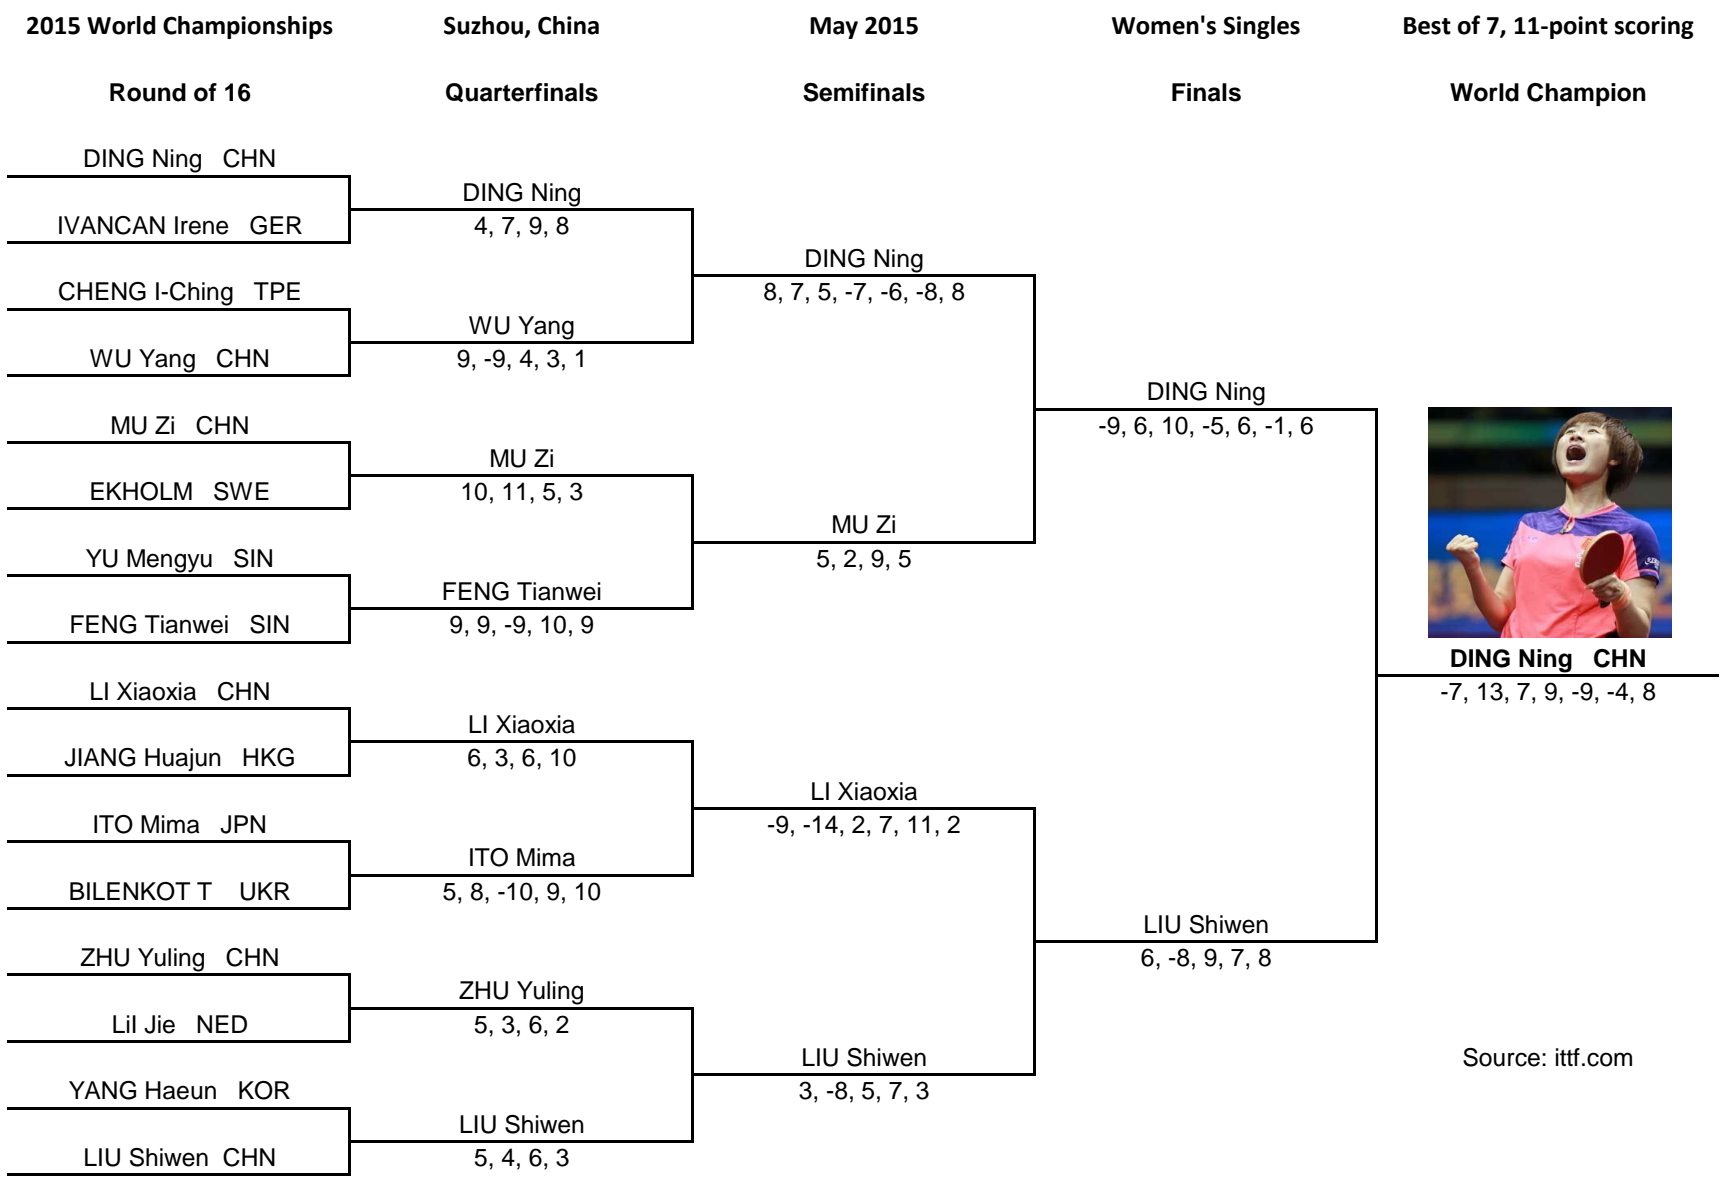 2015 World Championships Suzhou, China May 2015 Women's Singles Best of 7, 11-point scoring
Round of 16 Quarterfinals Semifinals Finals World Champion
DING Ning CHN
IVANCAN Irene GER
CHENG I-Ching TPE
WU Yang CHN
MU Zi CHN
EKHOLM SWE
YU Mengyu SIN
FENG Tianwei SIN
LI Xiaoxia CHN
JIANG Huajun HKG
ITO Mima JPN
BILENKOT T UKR
ZHU Yuling CHN
LiI Jie NED
YANG Haeun KOR
LIU Shiwen CHN
DING Ning
4, 7, 9, 8
WU Yang
9, -9, 4, 3, 1
MU Zi
10, 11, 5, 3
FENG Tianwei
9, 9, -9, 10, 9
LI Xiaoxia
6, 3, 6, 10
ITO Mima
5, 8, -10, 9, 10
ZHU Yuling
5, 3, 6, 2
LIU Shiwen
5, 4, 6, 3
DING Ning
8, 7, 5, -7, -6, -8, 8
MU Zi
5, 2, 9, 5
LI Xiaoxia
-9, -14, 2, 7, 11, 2
LIU Shiwen
3, -8, 5, 7, 3
DING Ning
-9, 6, 10, -5, 6, -1, 6
LIU Shiwen
6, -8, 9, 7, 8
DING Ning CHN
-7, 13, 7, 9, -9, -4, 8
Source: ittf.com